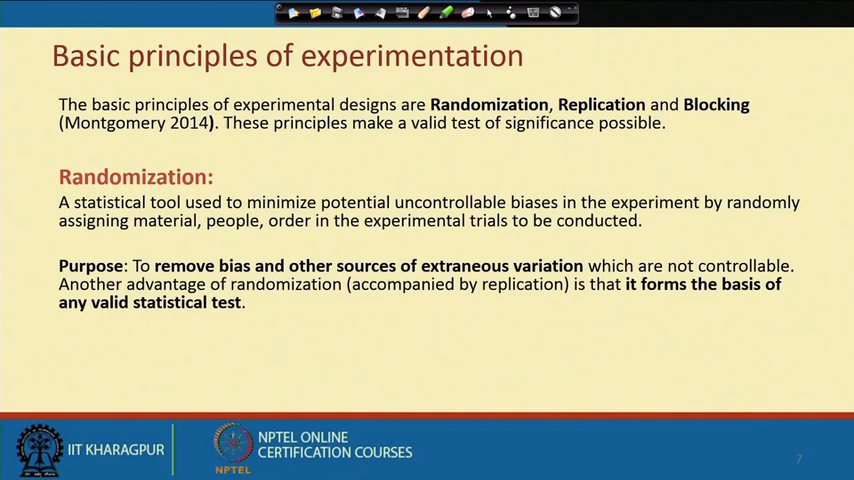 Basic principles of experimentation
The basic principles of experimental designs are Randomization, Replication and Blocking
(Montgomery 2014). These principles make a valid test of significance possible.
Randomization:
A statistical tool used to minimize potential uncontrollable biases in the experiment by randomly
assigning material, people, order in the experimental trials to be conducted.
Purpose: To remove bias and other sources of extraneous variation which are not controllable.
Another advantage of randomization (accompanied by replication) is that it forms the basis of
any valid statistical test.
IIT KHARAGPUR
NPTEL
NPTEL ONLINE
CERTIFICATION COURSES
7